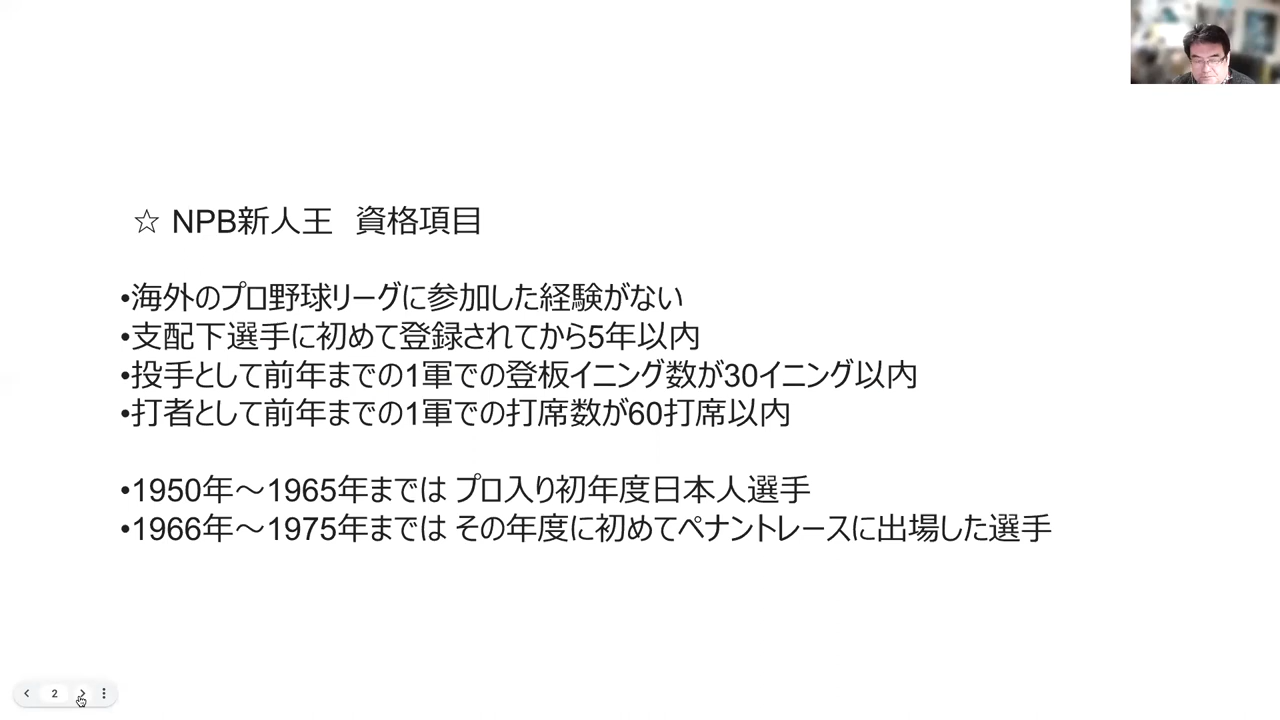 ☆ NPB新人王　資格項目
•海外のプロ野球リーグに参加した経験がない
•支配下選手に初めて登録されてから5年以内
•投手として前年までの1軍での登板イニング数が30イニング以内
•打者として前年までの1軍での打席数が60打席以内
•1950年～1965年までは プロ入り初年度日本人選手
•1966年～1975年までは その年度に初めてペナントレースに出場した選手
2